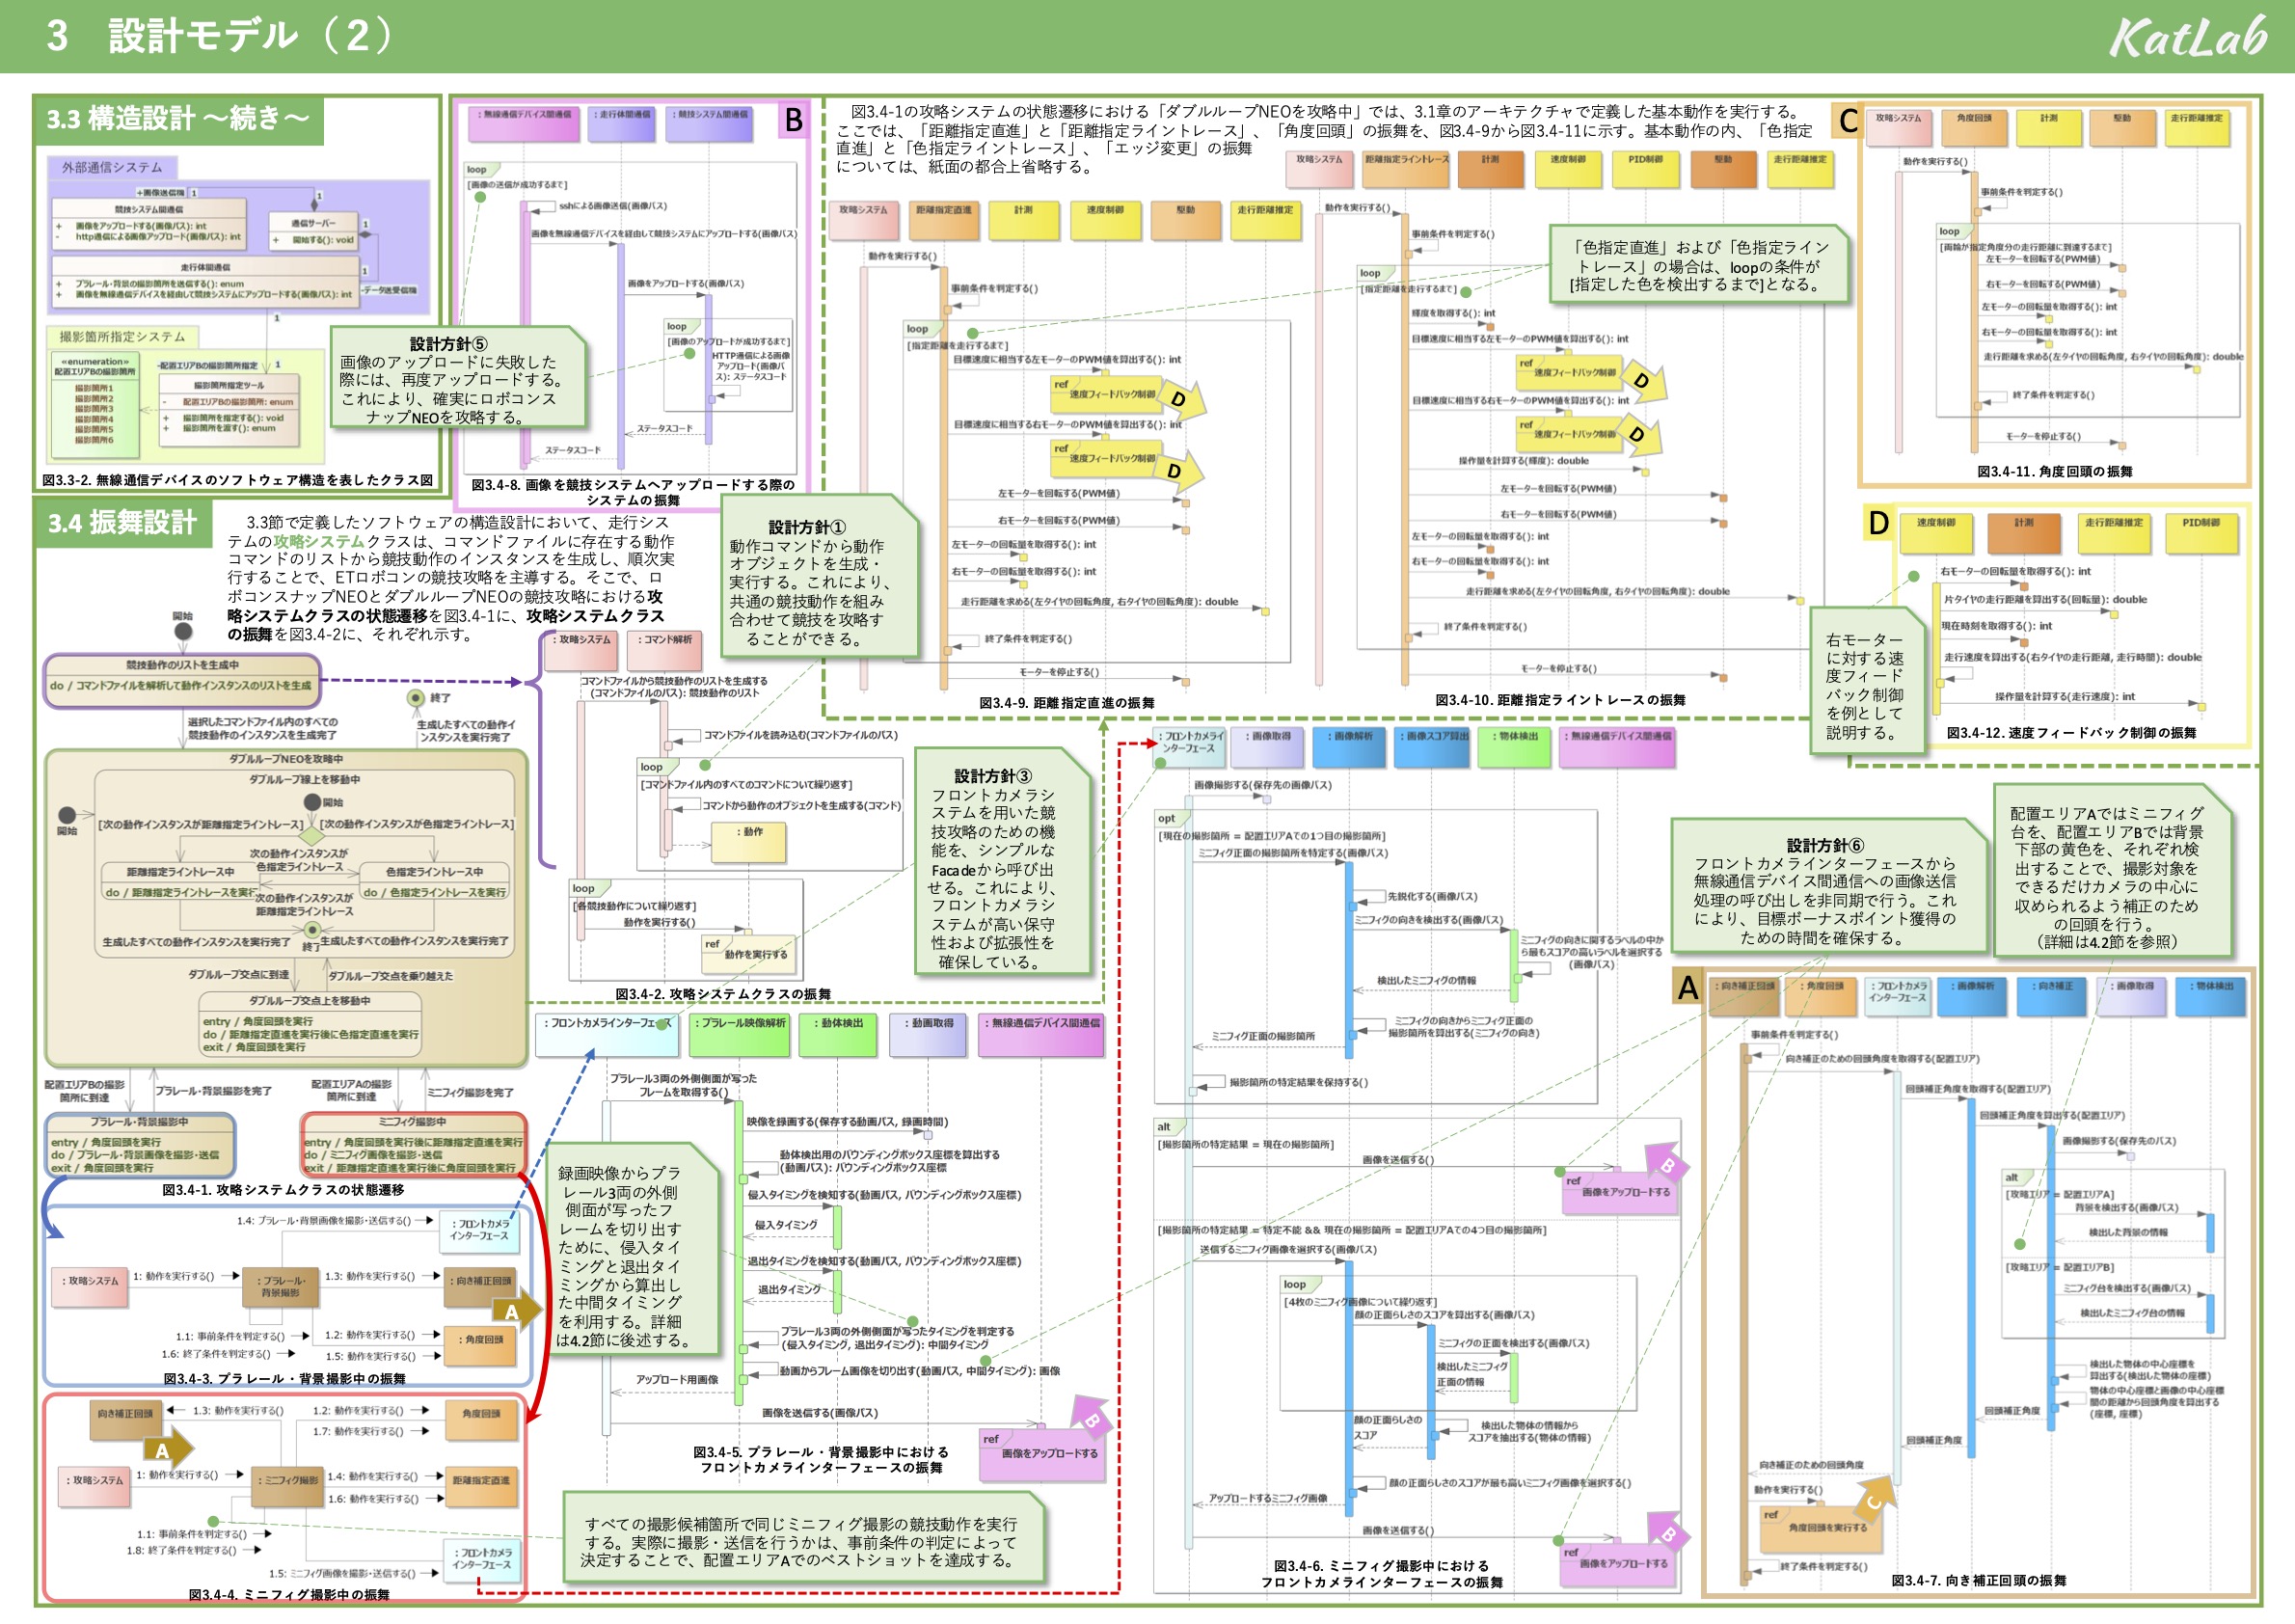 3 設計モデル（2）
KatLab
3.3 構造設計 ～続き～
外部通信システム
+画像送信機 1
1
競技システム間通信
+ 画像をアップロードする(画像パス): int
- http通信による画像アップロード(画像パス): int
通信サーバー
+ 開始する(): void
1
走行体間通信
+ プラレール・背景の撮影箇所を送信する(): enum
+ 画像を無線通信デバイスを経由して競技システムにアップロードする(画像パス): int
1
-データ送受信機
1
撮影箇所指定システム
«enumeration»
配置エリアBの撮影箇所
撮影箇所1
撮影箇所2
撮影箇所3
撮影箇所4
撮影箇所5
撮影箇所6
-配置エリアBの撮影箇所指定 1
撮影箇所指定ツール
- 配置エリアBの撮影箇所: enum
+ 撮影箇所を指定する(): void
+ 撮影箇所を渡す(): enum
図3.3-2. 無線通信デバイスのソフトウェア構造を表したクラス図
設計方針⑤
画像のアップロードに失敗した
際には、再度アップロードする。
これにより、確実にロボコンス
ナップNEOを攻略する。
B
: 無線通信デバイス間通信
: 走行体間通信
: 競技システム間通信
loop
[画像の送信が成功するまで]
sshによる画像送信(画像パス)
画像を無線通信デバイスを経由して競技システムにアップロードする(画像パス)
画像をアップロードする(画像パス)
loop
[画像のアップロードが成功するまで]
HTTP通信による画像
アップロード(画像パ
ス): ステータスコード
ステータスコード
ステータスコード
図3.4-8. 画像を競技システムへアップロードする際の
システムの振舞
図3.4-1の攻略システムの状態遷移における「ダブルループNEOを攻略中」では、3.1章のアーキテクチャで定義した基本動作を実行する。
ここでは、「距離指定直進」と「距離指定ライントレース」、「角度回頭」の振舞を、図3.4-9から図3.4-11に示す。基本動作の内、「色指定
直進」と「色指定ライントレース」、「エッジ変更」の振舞
については、紙面の都合上省略する。
攻略システム
距離指定直進
計測
速度制御
駆動
走行距離推定
動作を実行する()
事前条件を判定する()
loop
[指定距離を走行するまで]
目標速度に相当する左モーターのPWM値を算出する(): int
ref
速度フィードバック制御
D
目標速度に相当する右モーターのPWM値を算出する(): int
ref
速度フィードバック制御
D
左モーターを回転する(PWM値)
右モーターを回転する(PWM値)
左モーターの回転量を取得する(): int
右モーターの回転量を取得する(): int
走行距離を求める(左タイヤの回転角度, 右タイヤの回転角度): double
終了条件を判定する()
モーターを停止する()
図3.4-9. 距離指定直進の振舞
攻略システム
距離指定ライントレース
計測
速度制御
PID制御
駆動
走行距離推定
動作を実行する()
事前条件を判定する()
loop
[指定距離を走行するまで]
輝度を取得する(): int
目標速度に相当する左モーターのPWM値を算出する(): int
ref
速度フィードバック制御
D
目標速度に相当する右モーターのPWM値を算出する(): int
ref
速度フィードバック制御
D
操作量を計算する(輝度): double
左モーターを回転する(PWM値)
右モーターを回転する(PWM値)
左モーターの回転量を取得する(): int
右モーターの回転量を取得する(): int
走行距離を求める(左タイヤの回転角度, 右タイヤの回転角度): double
終了条件を判定する()
モーターを停止する()
図3.4-10. 距離指定ライントレースの振舞
「色指定直進」および「色指定ライン
トレース」の場合は、loopの条件が
[指定した色を検出するまで]となる。
C
攻略システム
角度回頭
計測
駆動
走行距離推定
動作を実行する()
事前条件を判定する()
loop
[両輪が指定角度分の走行距離に到達するまで]
左モーターを回転する(PWM値)
右モーターを回転する(PWM値)
左モーターの回転量を取得する(): int
右モーターの回転量を取得する(): int
走行距離を求める(左タイヤの回転角度, 右タイヤの回転角度): double
終了条件を判定する()
モーターを停止する()
図3.4-11. 角度回頭の振舞
D
速度制御
計測
走行距離推定
PID制御
右モーターの回転量を取得する(): int
片タイヤの走行距離を算出する(回転量): double
現在時刻を取得する(): int
走行速度を算出する(右タイヤの走行距離, 走行時間): double
操作量を計算する(走行速度): int
図3.4-12. 速度フィードバック制御の振舞
右モーター
に対する速
度フィード
バック制御
を例として
説明する。
3.4 振舞設計
3.3節で定義したソフトウェアの構造設計において、走行シス
テムの攻略システムクラスは、コマンドファイルに存在する動作
コマンドのリストから競技動作のインスタンスを生成し、順次実
行することで、ETロボコンの競技攻略を主導する。そこで、ロ
ボコンスナップNEOとダブルループNEOの競技攻略における攻
略システムクラスの状態遷移を図3.4-1に、攻略システムクラス
の振舞を図3.4-2に、それぞれ示す。
開始
競技動作のリストを生成中
do / コマンドファイルを解析して動作インスタンスのリストを生成
選択したコマンドファイル内のすべての
競技動作のインスタンスを生成完了
終了
生成したすべての動作イ
ンスタンスを実行完了
ダブルループNEOを攻略中
ダブルループ線上を移動中
開始
開始
[次の動作インスタンスが距離指定ライントレース]
[次の動作インスタンスが色指定ライントレース]
次の動作インスタンスが
色指定ライントレース
距離指定ライントレース中
do / 距離指定ライントレースを実行
色指定ライントレース中
do / 色指定ライントレースを実行
次の動作インスタンスが
距離指定ライントレース
生成したすべての動作インスタンスを実行完了
終了
生成したすべての動作インスタンスを実行完了
ダブルループ交点に到達
ダブルループ交点を乗り越えた
ダブルループ交点上を移動中
entry / 角度回頭を実行
do / 距離指定直進を実行後に色指定直進を実行
exit / 角度回頭を実行
配置エリアBの撮影
箇所に到達
プラレール・背景撮影を完了
配置エリアAの撮影
箇所に到達
ミニフィグ撮影を完了
プラレール・背景撮影中
entry / 角度回頭を実行
do / プラレール・背景画像を撮影・送信
exit / 角度回頭を実行
ミニフィグ撮影中
entry / 角度回頭を実行後に距離指定直進を実行
do / ミニフィグ画像を撮影・送信
exit / 距離指定直進を実行後に角度回頭を実行
図3.4-1. 攻略システムクラスの状態遷移
: 攻略システム
: コマンド解析
コマンドファイルから競技動作のリストを生成する
(コマンドファイルのパス): 競技動作のリスト
コマンドファイルを読み込む(コマンドファイルのパス)
loop
[コマンドファイル内のすべてのコマンドについて繰り返す]
コマンドから動作のオブジェクトを生成する(コマンド)
: 動作
loop
[各競技動作について繰り返す]
動作を実行する()
ref
動作を実行する
図3.4-2. 攻略システムクラスの振舞
設計方針①
動作コマンドから動作
オブジェクトを生成・
実行する。これにより、
共通の競技動作を組み
合わせて競技を攻略す
ることができる。
設計方針③
フロントカメラシ
ステムを用いた競
技攻略のための機
能を、シンプルな
Facadeから呼び出
せる。これにより、
フロントカメラシ
ステムが高い保守
性および拡張性を
確保している。
1.4: プラレール・背景画像を撮影・送信する()
: フロントカメラ
インターフェース
: 攻略システム
1: 動作を実行する()
: プラレール・
背景撮影
1.3: 動作を実行する()
: 向き補正回頭
A
1.1: 事前条件を判定する()
1.6: 終了条件を判定する()
1.2: 動作を実行する()
1.5: 動作を実行する()
: 角度回頭
図3.4-3. プラレール・背景撮影中の振舞
向き補正回頭
A
1.3: 動作を実行する()
1.2: 動作を実行する()
1.7: 動作を実行する()
角度回頭
: 攻略システム
1: 動作を実行する()
: ミニフィグ撮影
1.4: 動作を実行する()
1.6: 動作を実行する()
距離指定直進
1.1: 事前条件を判定する()
1.8: 終了条件を判定する()
1.5: ミニフィグ画像を撮影・送信する()
: フロントカメラ
インターフェース
図3.4-4. ミニフィグ撮影中の振舞
: フロントカメラインターフェース
: プラレール映像解析
: 動体検出
: 動画取得
: 無線通信デバイス間通信
プラレール3両の外側側面が写った
フレームを取得する()
映像を録画する(保存する動画パス, 録画時間)
動体検出用のバウンディングボックス座標を算出する
(動画パス): バウンディングボックス座標
侵入タイミングを検知する(動画パス, バウンディングボックス座標)
侵入タイミング
退出タイミングを検知する(動画パス, バウンディングボックス座標)
退出タイミング
プラレール3両の外側側面が写ったタイミングを判定する
(侵入タイミング, 退出タイミング): 中間タイミング
動画からフレーム画像を切り出す(動画パス, 中間タイミング): 画像
アップロード用画像
画像を送信する(画像パス)
B
ref
画像をアップロードする
図3.4-5. プラレール・背景撮影中における
フロントカメラインターフェースの振舞
録画映像からプラ
レール3両の外側
側面が写ったフ
レームを切り出す
ために、侵入タイ
ミングと退出タイ
ミングから算出し
た中間タイミング
を利用する。詳細
は4.2節に後述する。
すべての撮影候補箇所で同じミニフィグ撮影の競技動作を実行
する。実際に撮影・送信を行うかは、事前条件の判定によって
決定することで、配置エリアAでのベストショットを達成する。
: フロントカメライ
ンターフェース
: 画像取得
: 画像解析
: 画像スコア算出
: 物体検出
: 無線通信デバイス間通信
画像撮影する(保存先の画像パス)
opt
[現在の撮影箇所 = 配置エリアAでの1つ目の撮影箇所]
ミニフィグ正面の撮影箇所を特定する(画像パス)
先鋭化する(画像パス)
ミニフィグの向きを検出する(画像パス)
ミニフィグの向きに関するラベルの中か
ら最もスコアの高いラベルを選択する
(画像パス)
検出したミニフィグの情報
ミニフィグの向きからミニフィグ正面の
撮影箇所を算出する(ミニフィグの向き)
ミニフィグ正面の撮影箇所
撮影箇所の特定結果を保持する()
alt
[撮影箇所の特定結果 = 現在の撮影箇所]
画像を送信する()
B
ref
画像をアップロードする
[撮影箇所の特定結果 = 特定不能 && 現在の撮影箇所 = 配置エリアAでの4つ目の撮影箇所]
送信するミニフィグ画像を選択する(画像パス)
loop
[4枚のミニフィグ画像について繰り返す]
顔の正面らしさのスコアを算出する(画像パス)
ミニフィグの正面を検出する(画像パス)
検出したミニフィグ
正面の情報
顔の正面らしさの
スコア
検出した物体の情報から
スコアを抽出する(物体の情報)
顔の正面らしさのスコアが最も高いミニフィグ画像を選択する()
アップロードするミニフィグ画像
画像を送信する()
B
ref
画像をアップロードする
図3.4-6. ミニフィグ撮影中における
フロントカメラインターフェースの振舞
設計方針⑥
フロントカメラインターフェースから
無線通信デバイス間通信への画像送信
処理の呼び出しを非同期で行う。これ
により、目標ボーナスポイント獲得の
ための時間を確保する。
配置エリアAではミニフィグ
台を、配置エリアBでは背景
下部の黄色を、それぞれ検
出することで、撮影対象を
できるだけカメラの中心に
収められるよう補正のため
の回頭を行う。
（詳細は4.2節を参照）
A
: 向き補正回頭
: 角度回頭
: フロントカメラ
インターフェース
: 画像解析
: 向き補正
: 画像取得
: 物体検出
事前条件を判定する()
向き補正のための回頭角度を取得する(配置エリア)
回頭補正角度を取得する(配置エリア)
回頭補正角度を算出する(配置エリア)
画像撮影する(保存先のパス)
alt
[攻略エリア = 配置エリアA]
背景を検出する(画像パス)
検出した背景の情報
[攻略エリア = 配置エリアB]
ミニフィグ台を検出する(画像パス)
検出したミニフィグ台の情報
検出した物体の中心座標を
算出する(検出した物体の座標)
物体の中心座標と画像の中心座標
間の距離から回頭角度を算出する
(座標, 座標)
回頭補正角度
回頭補正角度
向き補正のための回頭角度
動作を実行する()
C
ref
角度回頭を実行する
終了条件を判定する()
図3.4-7. 向き補正回頭の振舞